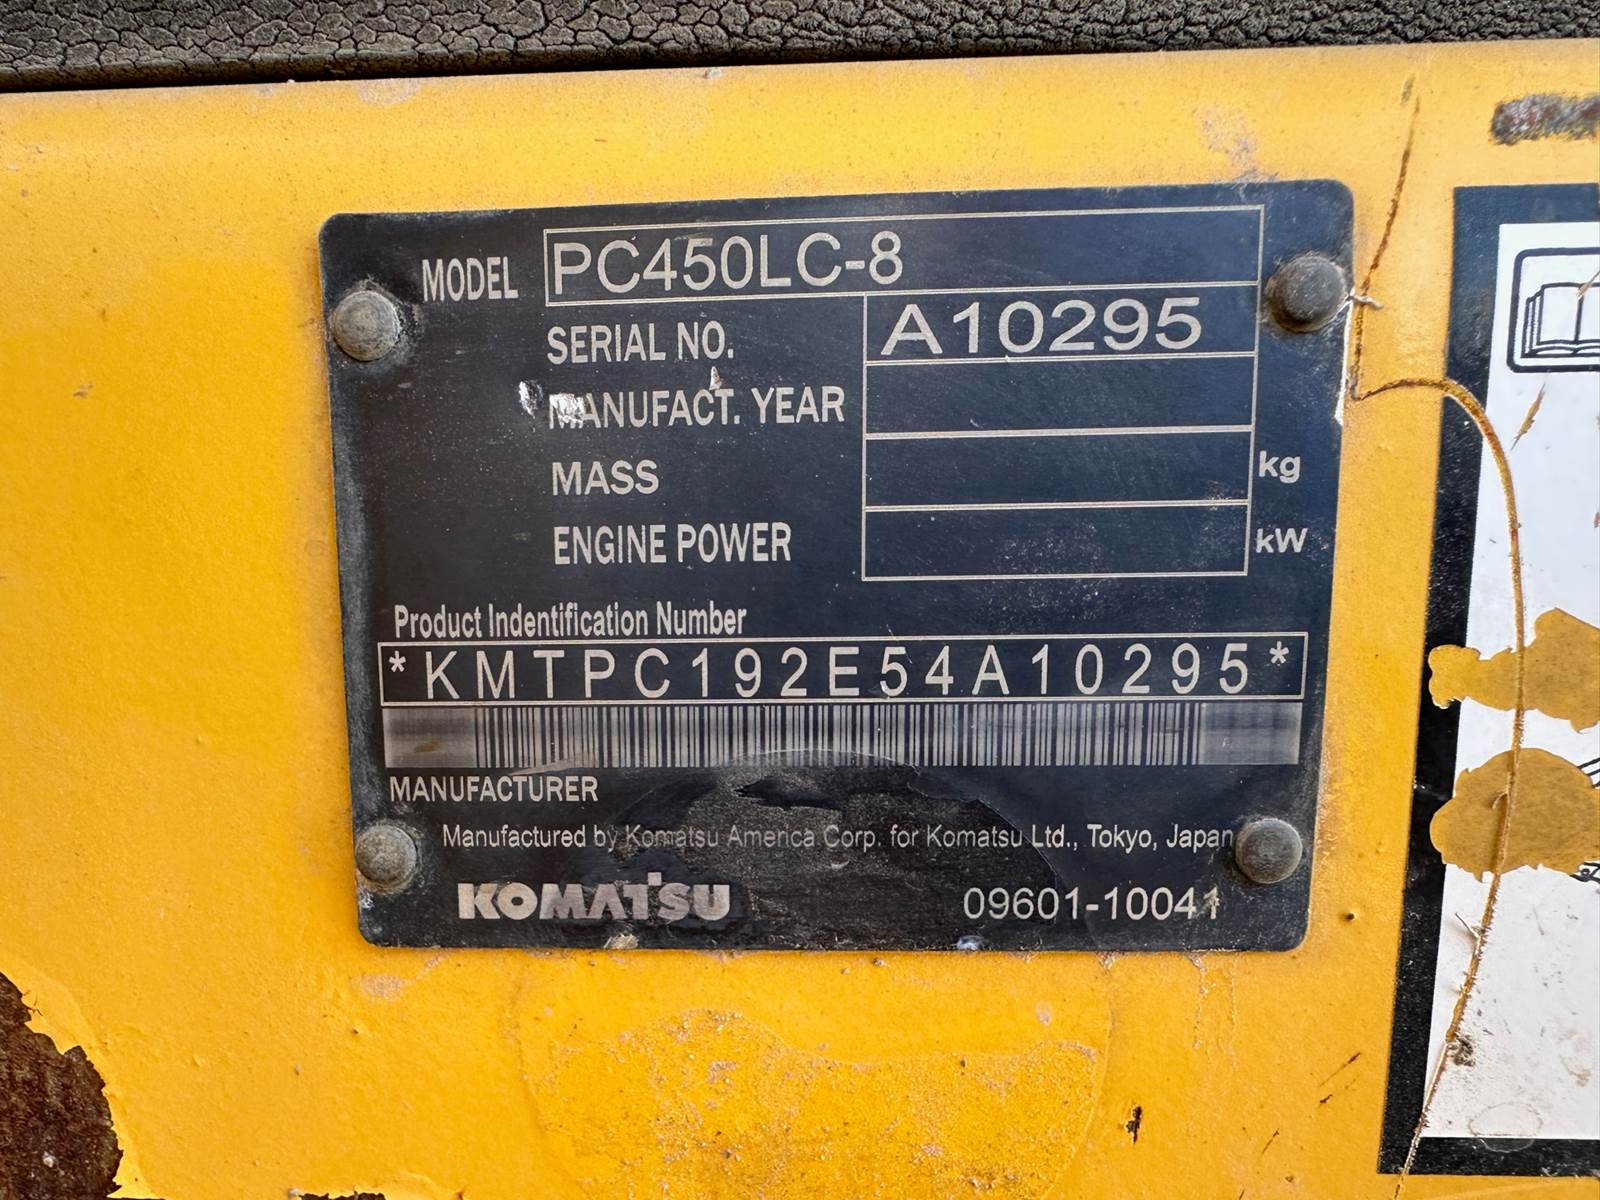 MODEL PC450LC-8
SERIAL NO. A10295
MANUFACT. YEAR
MASS kg
ENGINE POWER kW
Product Indentification Number
*KMTPC192E54A10295*
MANUFACTURER
Manufactured by Komatsu America Corp. for Komatsu Ltd., Tokyo, Japan
KOMATSU 09601-10041